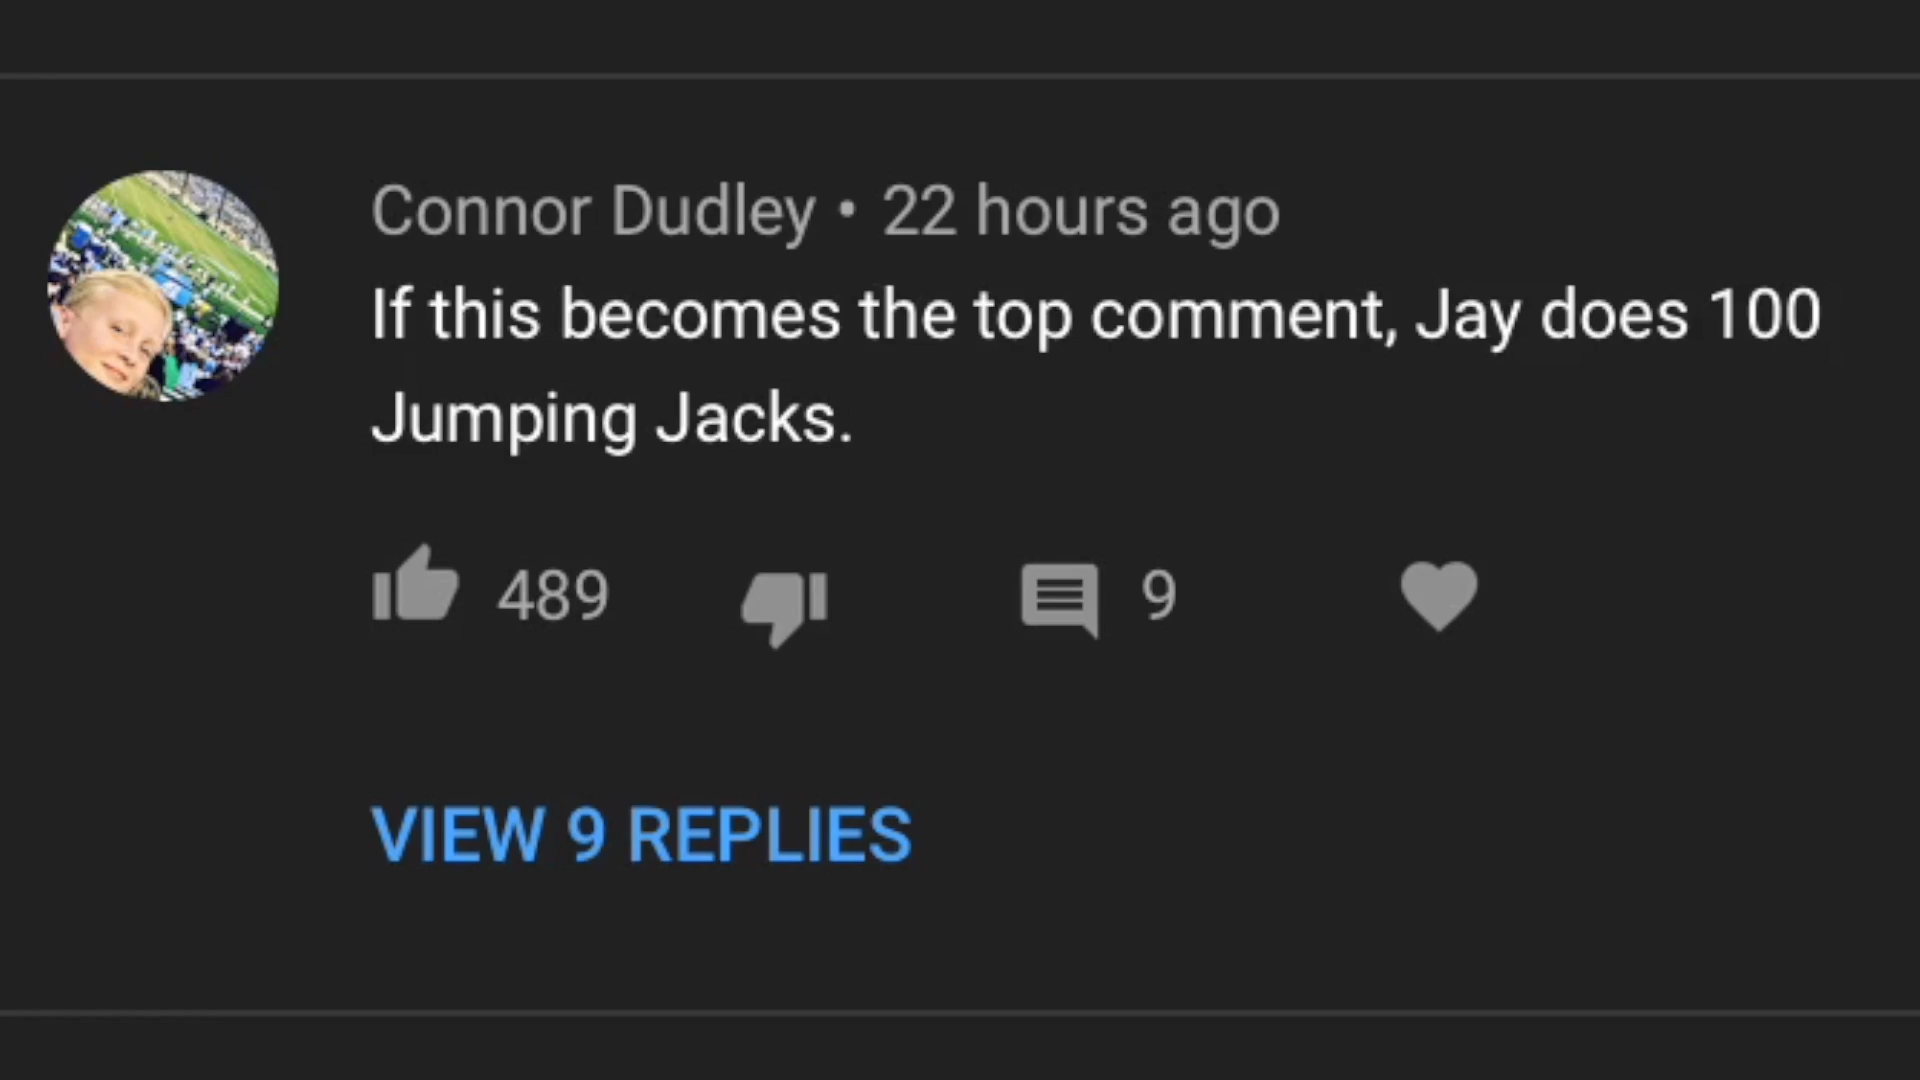 Connor Dudley • 22 hours ago
If this becomes the top comment, Jay does 100
Jumping Jacks.
489 9
VIEW 9 REPLIES